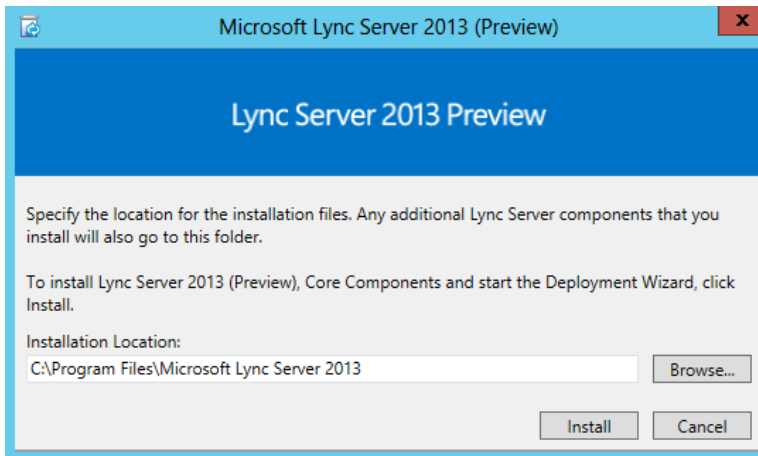 Microsoft Lync Server 2013 (Preview)
x
Lync Server 2013 Preview
Specify the location for the installation files. Any additional Lync Server components that you
install will also go to this folder.
To install Lync Server 2013 (Preview), Core Components and start the Deployment Wizard, click
Install.
Installation Location:
C:\Program Files\Microsoft Lync Server 2013
Browse...
Install
Cancel